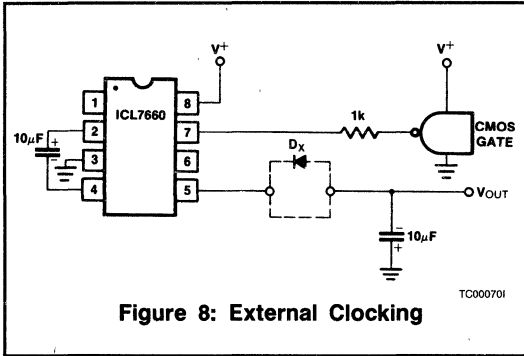 V+
V+
ICL7660
1
8
2
7
1k
CMOS
GATE
10µF
+
−
3
6
DX
4
5
VOUT
−
10µF
+
TC00070I
Figure 8: External Clocking